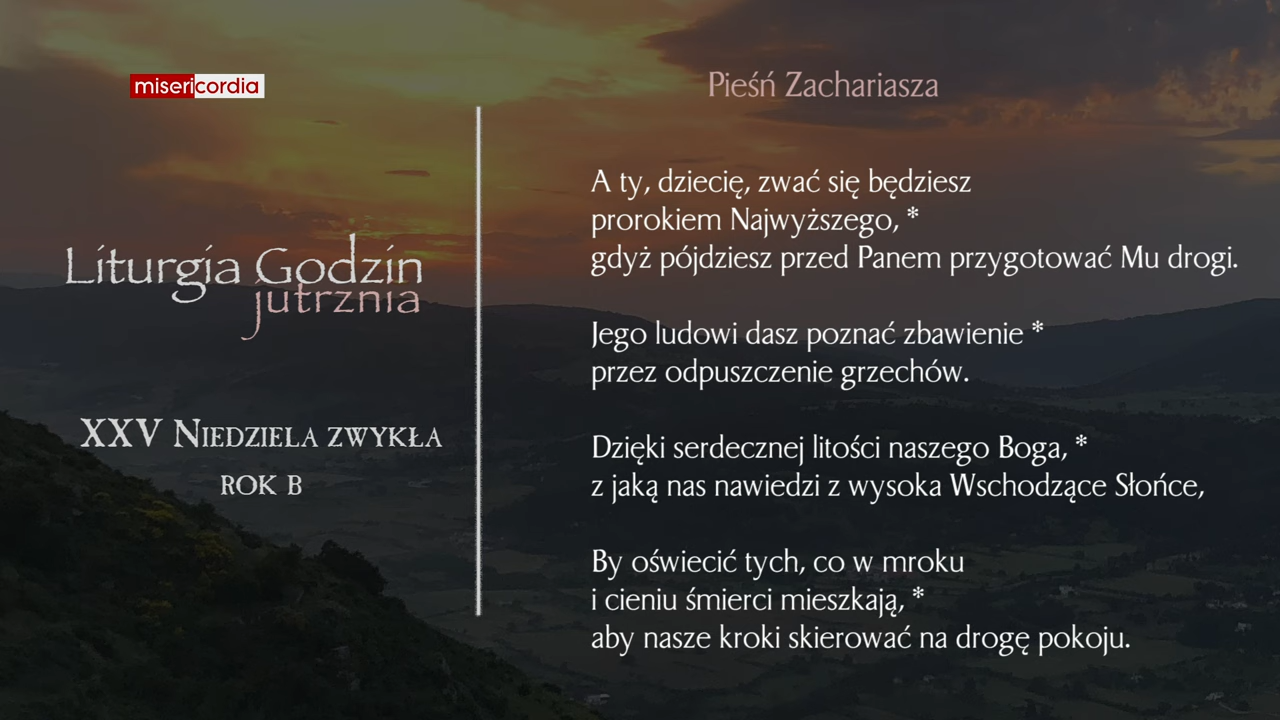 misericordia
Liturgia Godzin
jutrznia
XXV Niedziela zwykła
rok B
Pieśń Zachariasza
A ty, dziecię, zwać się będziesz
prorokiem Najwyższego, *
gdyż pójdziesz przed Panem przygotować Mu drogi.
Jego ludowi dasz poznać zbawienie *
przez odpuszczenie grzechów.
Dzięki serdecznej litości naszego Boga, *
z jaką nas nawiedzi z wysoka Wschodzące Słońce,
By oświecić tych, co w mroku
i cieniu śmierci mieszkają, *
aby nasze kroki skierować na drogę pokoju.